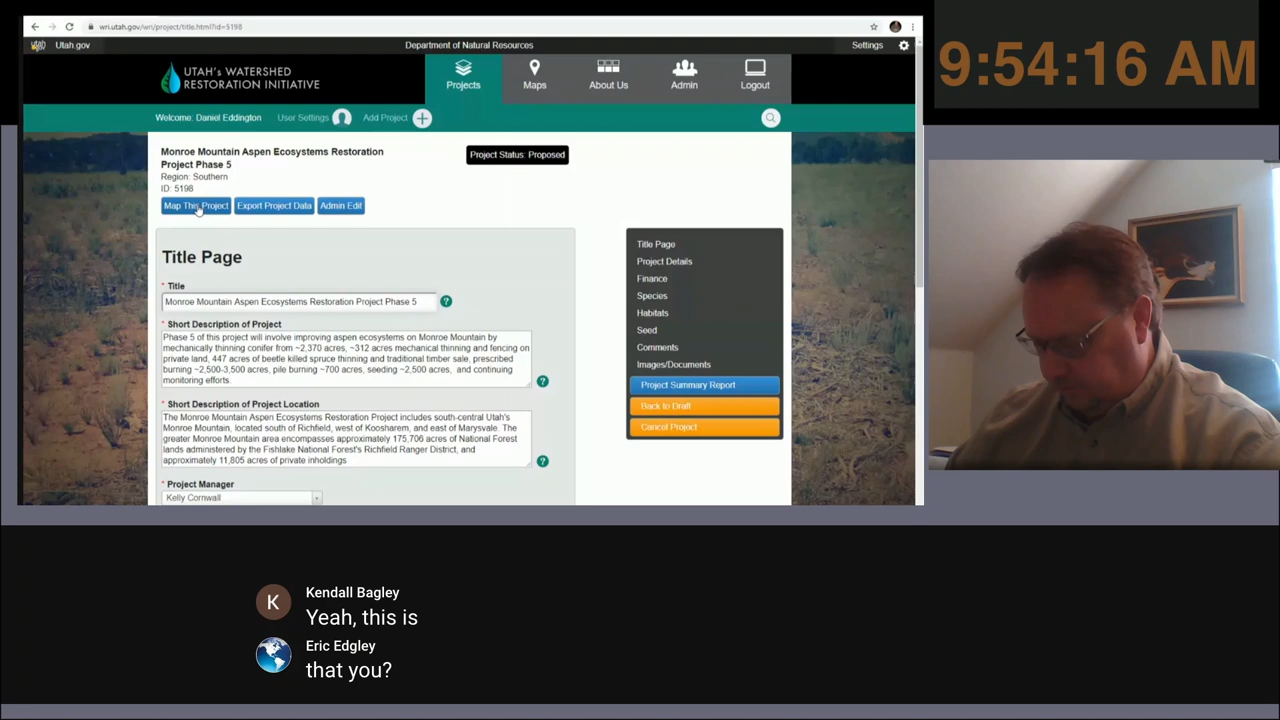 wri.utah.gov/wri/project/title.html?id=5198
Utah.gov
Department of Natural Resources
Settings
9:54:16 AM
UTAH's WATERSHED
RESTORATION INITIATIVE
Projects
Maps
About Us
Admin
Logout
Welcome: Daniel Eddington
User Settings
Add Project
Monroe Mountain Aspen Ecosystems Restoration
Project Phase 5
Region: Southern
ID: 5198
Project Status: Proposed
Map This Project
Export Project Data
Admin Edit
Title Page
* Title
Monroe Mountain Aspen Ecosystems Restoration Project Phase 5
?
* Short Description of Project
Phase 5 of this project will involve improving aspen ecosystems on Monroe Mountain by
mechanically thinning conifer from ~2,370 acres, ~312 acres mechanical thinning and fencing on
private land, 447 acres of beetle killed spruce thinning and traditional timber sale, prescribed
burning ~2,500-3,500 acres, pile burning ~700 acres, seeding ~2,500 acres, and continuing
monitoring efforts.
?
* Short Description of Project Location
The Monroe Mountain Aspen Ecosystems Restoration Project includes south-central Utah's
Monroe Mountain, located south of Richfield, west of Koosharem, and east of Marysvale. The
greater Monroe Mountain area encompasses approximately 175,706 acres of National Forest
lands administered by the Fishlake National Forest's Richfield Ranger District, and
approximately 11,805 acres of private inholdings
?
* Project Manager
Kelly Cornwall
Title Page
Project Details
Finance
Species
Habitats
Seed
Comments
Images/Documents
Project Summary Report
Back to Draft
Cancel Project
K
Kendall Bagley
Yeah, this is
Eric Edgley
that you?